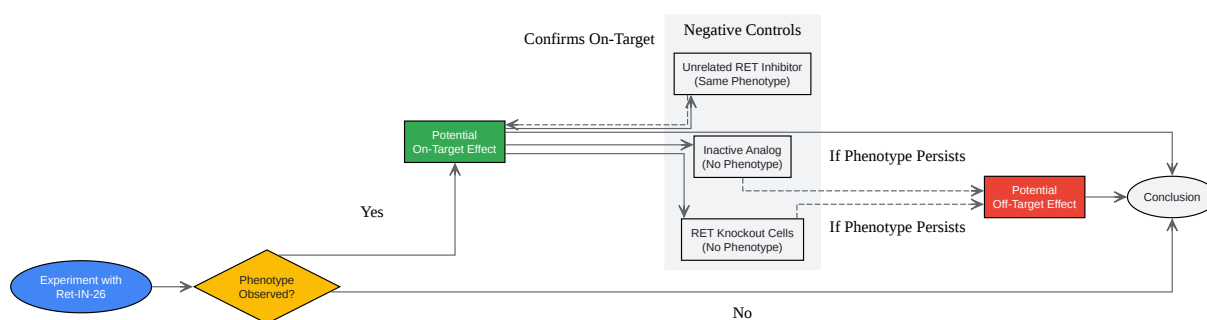 Negative Controls
Confirms On-Target
Unrelated RET Inhibitor
(Same Phenotype)
Potential
On-Target Effect
Inactive Analog
(No Phenotype)
If Phenotype Persists
Potential
Off-Target Effect
Conclusion
Yes
RET Knockout Cells
(No Phenotype)
If Phenotype Persists
Experiment with
Ret-IN-26
Phenotype
Observed?
No